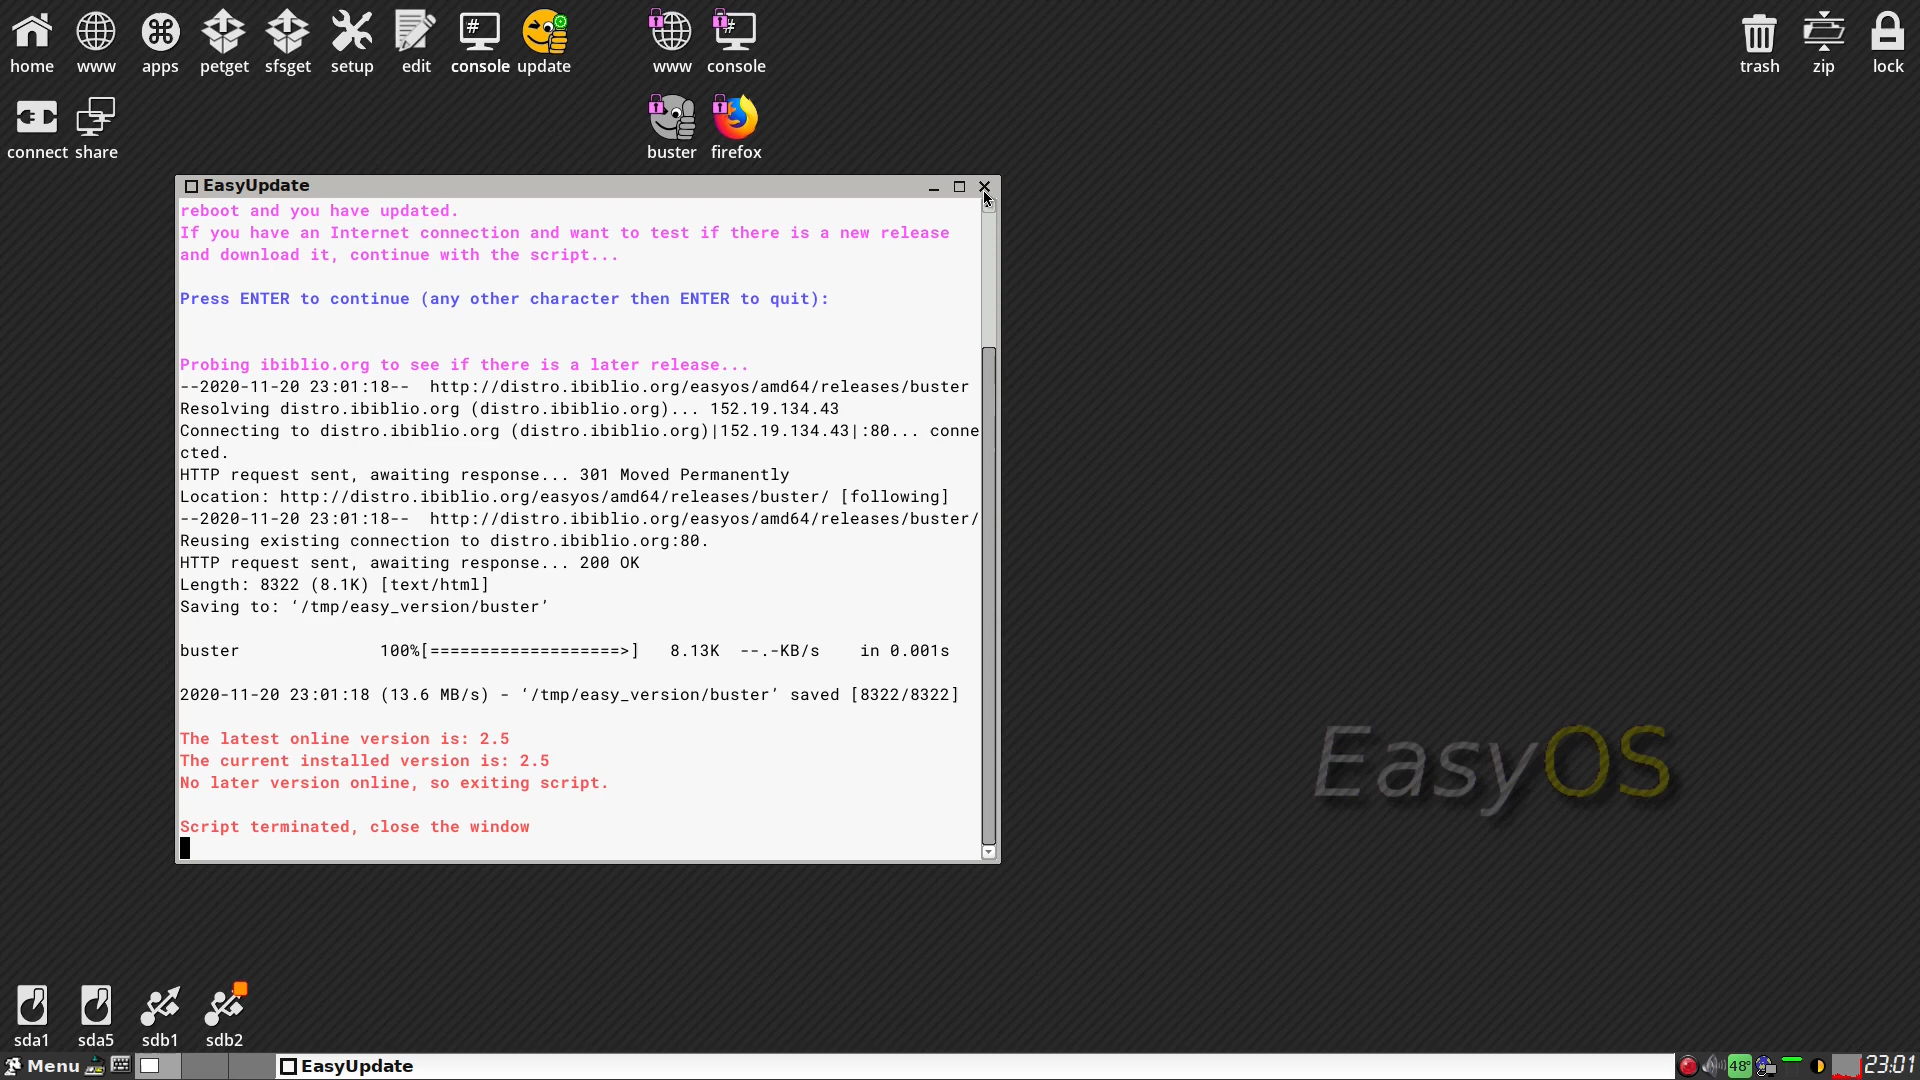 home www apps petget sfsget setup edit console update www console trash zip lock
connect share buster firefox
EasyUpdate
reboot and you have updated.
If you have an Internet connection and want to test if there is a new release
and download it, continue with the script...
Press ENTER to continue (any other character then ENTER to quit):
Probing ibiblio.org to see if there is a later release...
--2020-11-20 23:01:18--  http://distro.ibiblio.org/easyos/amd64/releases/buster
Resolving distro.ibiblio.org (distro.ibiblio.org)... 152.19.134.43
Connecting to distro.ibiblio.org (distro.ibiblio.org)|152.19.134.43|:80... conne
cted.
HTTP request sent, awaiting response... 301 Moved Permanently
Location: http://distro.ibiblio.org/easyos/amd64/releases/buster/ [following]
--2020-11-20 23:01:18--  http://distro.ibiblio.org/easyos/amd64/releases/buster/
Reusing existing connection to distro.ibiblio.org:80.
HTTP request sent, awaiting response... 200 OK
Length: 8322 (8.1K) [text/html]
Saving to: ‘/tmp/easy_version/buster’
buster              100%[===================>]   8.13K  --.-KB/s    in 0.001s
2020-11-20 23:01:18 (13.6 MB/s) - ‘/tmp/easy_version/buster’ saved [8322/8322]
The latest online version is: 2.5
The current installed version is: 2.5
No later version online, so exiting script.
Script terminated, close the window
EasyOS
sda1 sda5 sdb1 sdb2
Menu EasyUpdate 48° 23:01